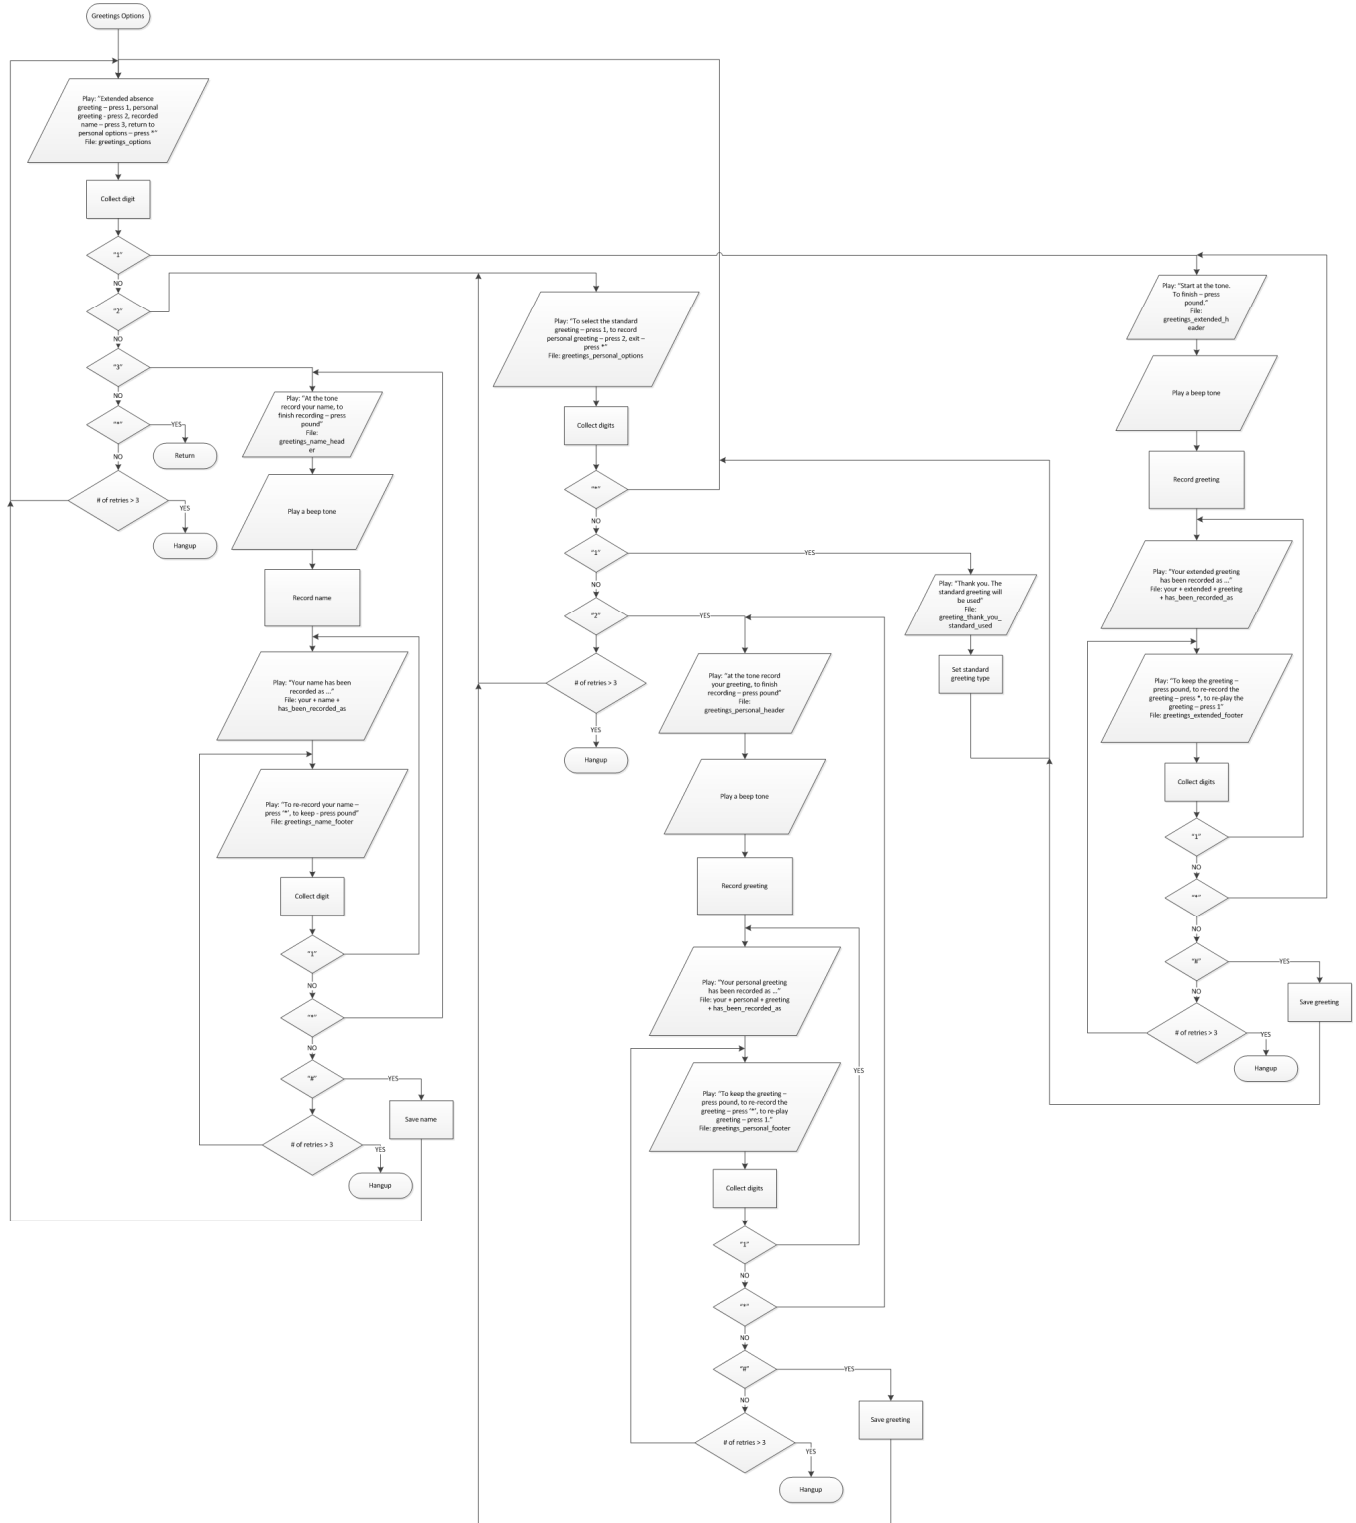 Greetings Options
Play: “Extended absence
greeting – press 1, personal
greeting - press 2, recorded
name – press 3, return to
personal options – press *”
File: greetings_options
Collect digit
“1”
NO
“2”
NO
“3”
NO
“*”
YES
Return
NO
# of retries > 3
YES
Hangup
Play: “At the tone
record your name, to
finish recording – press
pound”
File:
greetings_name_head
er
Play a beep tone
Record name
Play: “Your name has been
recorded as ...”
File: your + name +
has_been_recorded_as
Play: “To re-record your name –
press ‘*’, to keep - press pound”
File: greetings_name_footer
Collect digit
“1”
NO
“*”
NO
“#”
YES
Save name
# of retries > 3
YES
Hangup
Play: “To select the standard
greeting – press 1, to record
personal greeting – press 2, exit –
press *”
File: greetings_personal_options
Collect digits
“*”
NO
“1”
YES
NO
“2”
YES
# of retries > 3
YES
Hangup
Play: “Thank you. The
standard greeting will
be used”
File:
greeting_thank_you_
standard_used
Set standard
greeting type
Play: “at the tone record
your greeting, to finish
recording – press pound”
File:
greetings_personal_header
Play a beep tone
Record greeting
Play: “Your personal greeting
has been recorded as ...”
File: your + personal + greeting
+ has_been_recorded_as
YES
Play: “To keep the greeting –
press pound, to re-record the
greeting – press ‘*’, to re-play
greeting – press 1.”
File: greetings_personal_footer
Collect digits
“1”
NO
“*”
NO
“#”
YES
NO
Save greeting
# of retries > 3
YES
Hangup
Play: “Start at the tone.
To finish – press
pound.”
File:
greetings_extended_h
eader
Play a beep tone
Record greeting
Play: “Your extended greeting
has been recorded as ...”
File: your + extended + greeting
+ has_been_recorded_as
Play: “To keep the greeting –
press pound, to re-record the
greeting – press *, to re-play the
greeting – press 1”
File: greetings_extended_footer
Collect digits
“1”
NO
“*”
NO
“#”
YES
NO
Save greeting
# of retries > 3
YES
Hangup